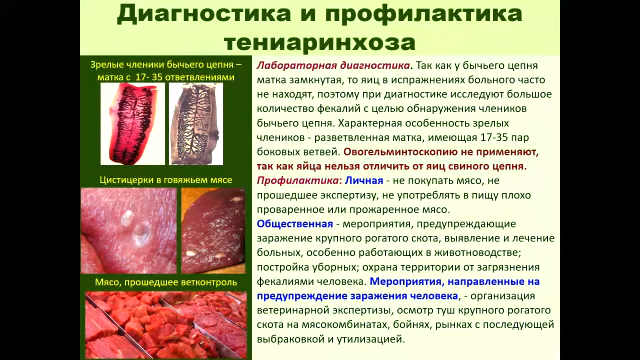 Диагностика и профилактика
тениаринхоза
Зрелые членики бычьего цепня –
матка с 17- 35 ответвлениями
Цистицерки в говяжьем мясе
Мясо, прошедшее ветконтроль
Лабораторная диагностика. Так как у бычьего цепня
матка замкнутая, то яиц в испражнениях больного часто
не находят, поэтому при диагностике исследуют большое
количество фекалий с целью обнаружения члеников
бычьего цепня. Характерная особенность зрелых
члеников - разветвленная матка, имеющая 17-35 пар
боковых ветвей. Овогельминтоскопию не применяют,
так как яйца нельзя отличить от яиц свиного цепня.
Профилактика: Личная - не покупать мясо, не
прошедшее экспертизу, не употреблять в пищу плохо
проваренное или прожаренное мясо.
Общественная - мероприятия, предупреждающие
заражение крупного рогатого скота, выявление и лечение
больных, особенно работающих в животноводстве;
постройка уборных; охрана территории от загрязнения
фекалиями человека. Мероприятия, направленные на
предупреждение заражения человека, - организация
ветеринарной экспертизы, осмотр туш крупного рогатого
скота на мясокомбинатах, бойнях, рынках с последующей
выбраковкой и утилизацией.